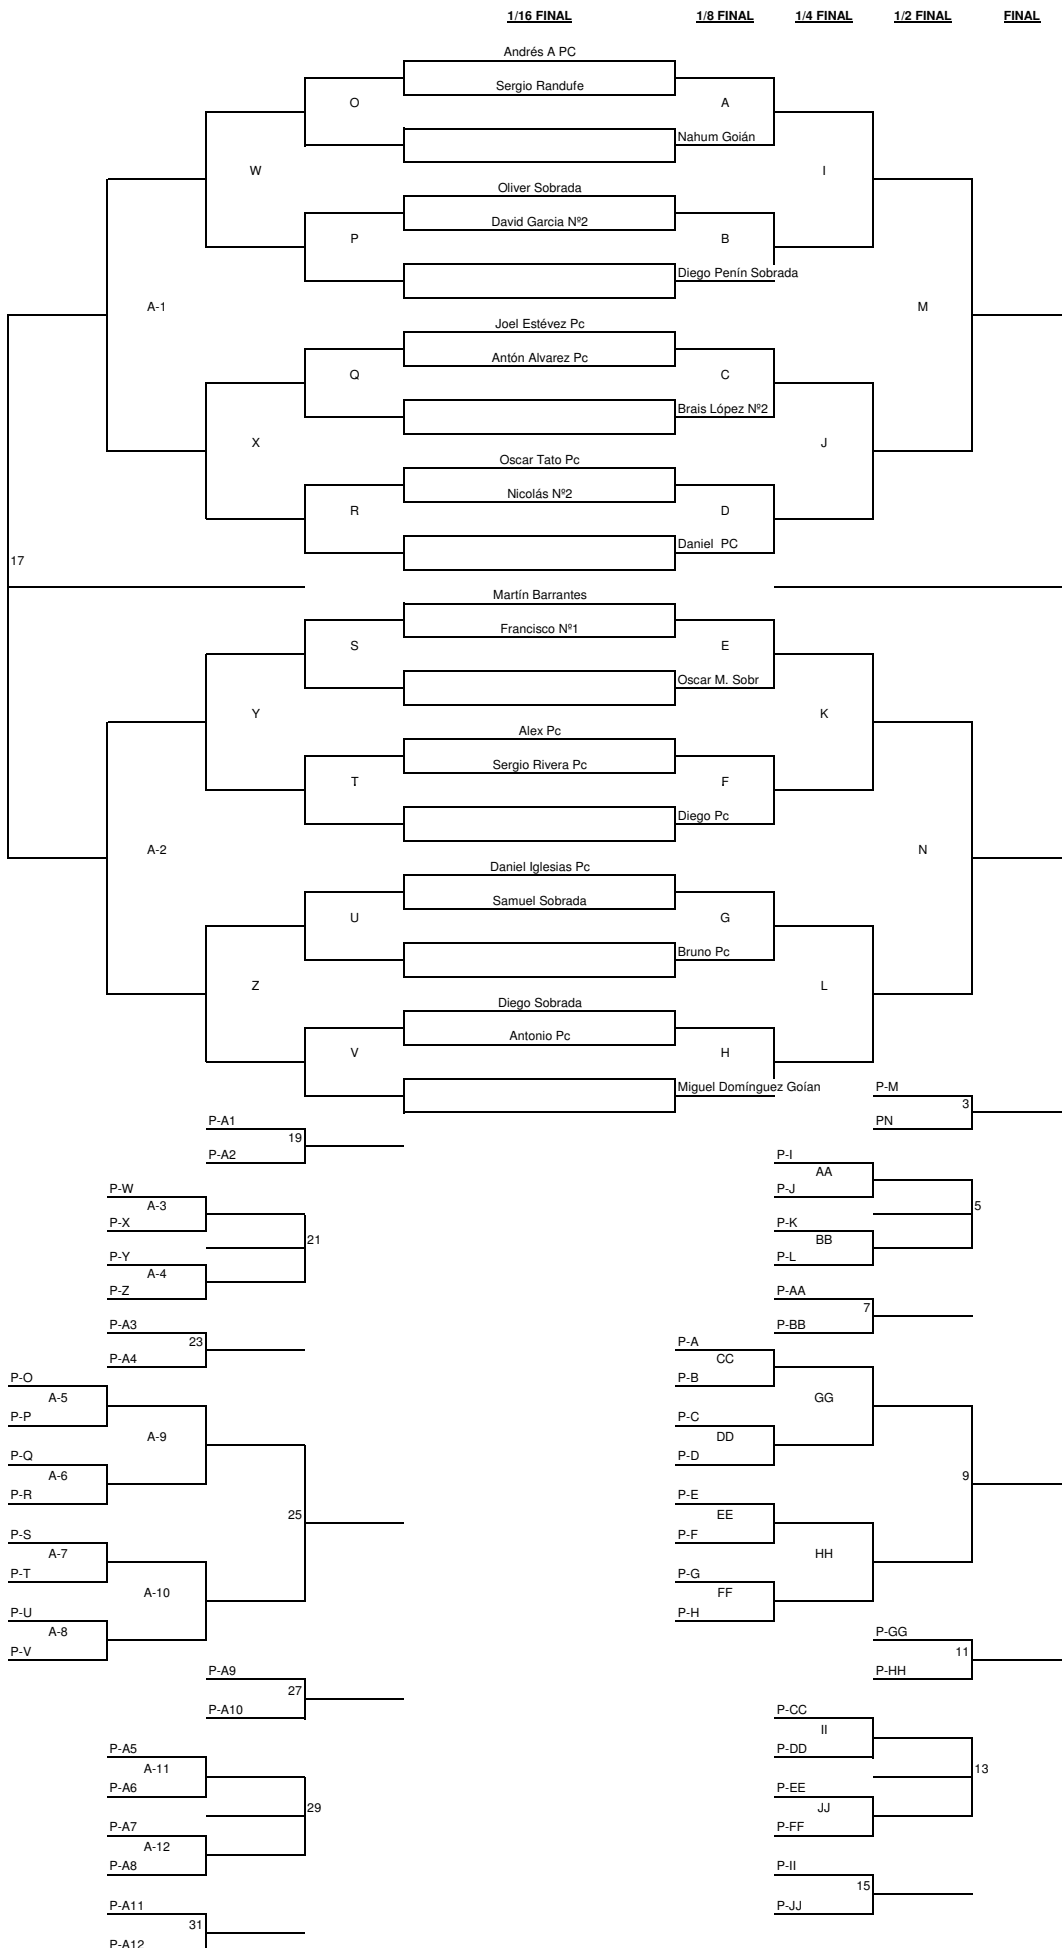 1/16 FINAL 1/8 FINAL 1/4 FINAL 1/2 FINAL FINAL
Andrés A PC
Sergio Randufe
O A
Nahum Goián
W I
Oliver Sobrada
David Garcia Nº2
P B
Diego Penín Sobrada
A-1 M
Joel Estévez Pc
Antón Alvarez Pc
Q C
Brais López Nº2
X J
Oscar Tato Pc
Nicolás Nº2
R D
Daniel PC
17
Martín Barrantes
Francisco Nº1
S E
Oscar M. Sobr
Y K
Alex Pc
Sergio Rivera Pc
T F
Diego Pc
A-2 N
Daniel Iglesias Pc
Samuel Sobrada
U G
Bruno Pc
Z L
Diego Sobrada
Antonio Pc
V H
Miguel Domínguez Goían P-M
3
P-A1 PN
19
P-A2 P-I
AA
P-W P-J
A-3 5
P-X P-K
21 BB
P-Y P-L
A-4
P-Z P-AA
7
P-A3 P-BB
23 P-A
P-A4 CC
P-O P-B
A-5 GG
P-P P-C
A-9 DD
P-Q P-D
A-6 9
P-R P-E
25 EE
P-S P-F
A-7 HH
P-T P-G
A-10 FF
P-U P-H
A-8 P-GG
P-V 11
P-A9 P-HH
27
P-A10 P-CC
II
P-A5 P-DD
A-11 13
P-A6 P-EE
29 JJ
P-A7 P-FF
A-12
P-A8 P-II
15
P-A11 P-JJ
31
P-A12